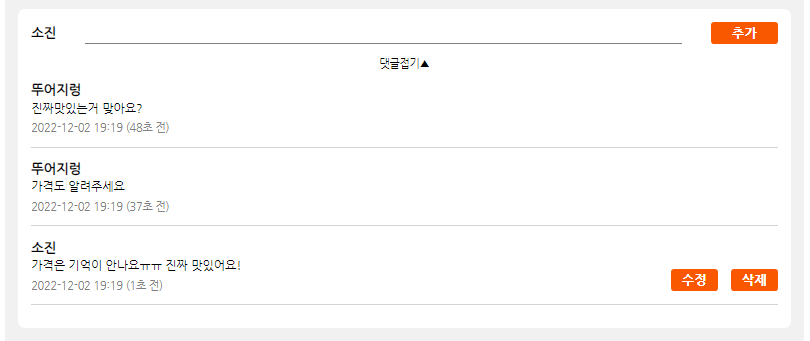 소진 추가
댓글접기▲
뚜어지렁
진짜맛있는거 맞아요?
2022-12-02 19:19 (48초 전)
뚜어지렁
가격도 알려주세요
2022-12-02 19:19 (37초 전)
소진
가격은 기억이 안나요ㅠㅠ 진짜 맛있어요!
2022-12-02 19:19 (1초 전)
수정 삭제